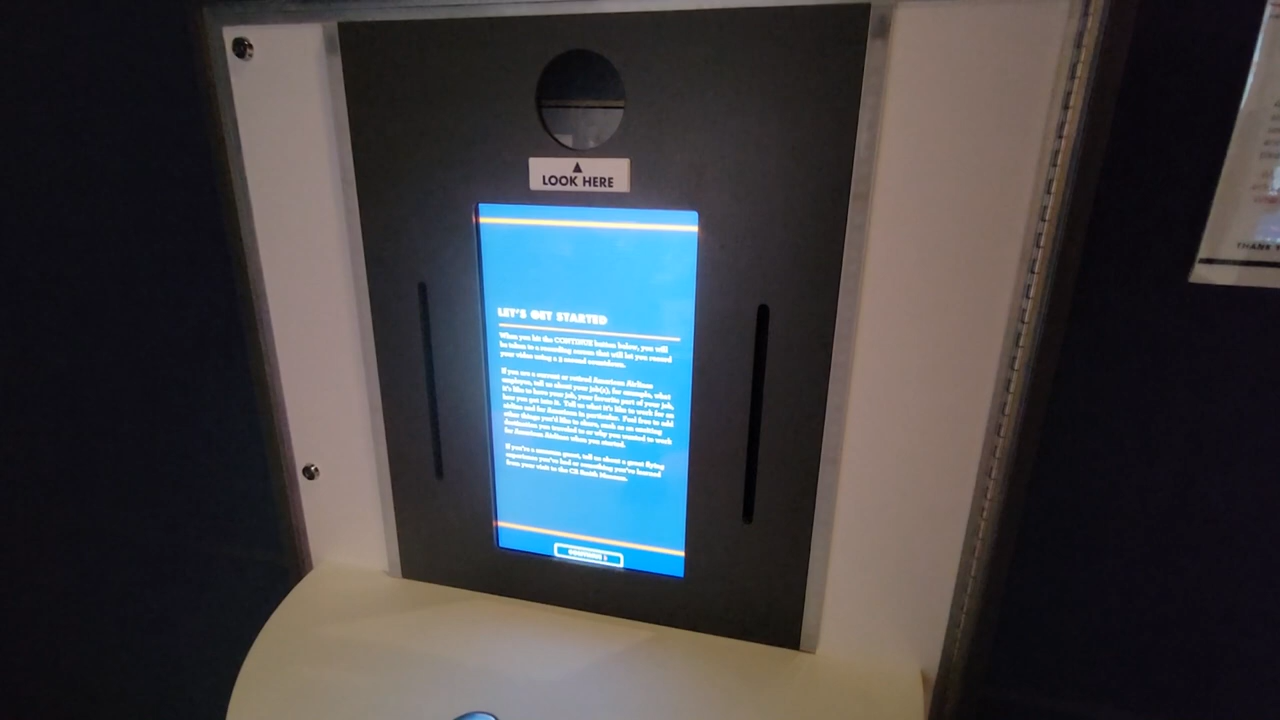 LOOK HERE
LET'S GET STARTED
When you hit the CONTINUE button below, you will
be taken to a recording screen that will let you record
your video using a 3 second countdown.
If you are a current or retired American Airlines
employee, tell us about your job(s), for example, what
it's like to have your job, your favorite part of your job,
how you got into it. Tell us what it's like to work for an
airline and for American in particular. Feel free to add
other things you'd like to share, such as an exciting
destination you traveled to or why you wanted to work
for American Airlines when you started.
If you're a museum guest, tell us about a great flying
experience you've had or something you've learned
from your visit to the CR Smith Museum.
CONTINUE
THANK